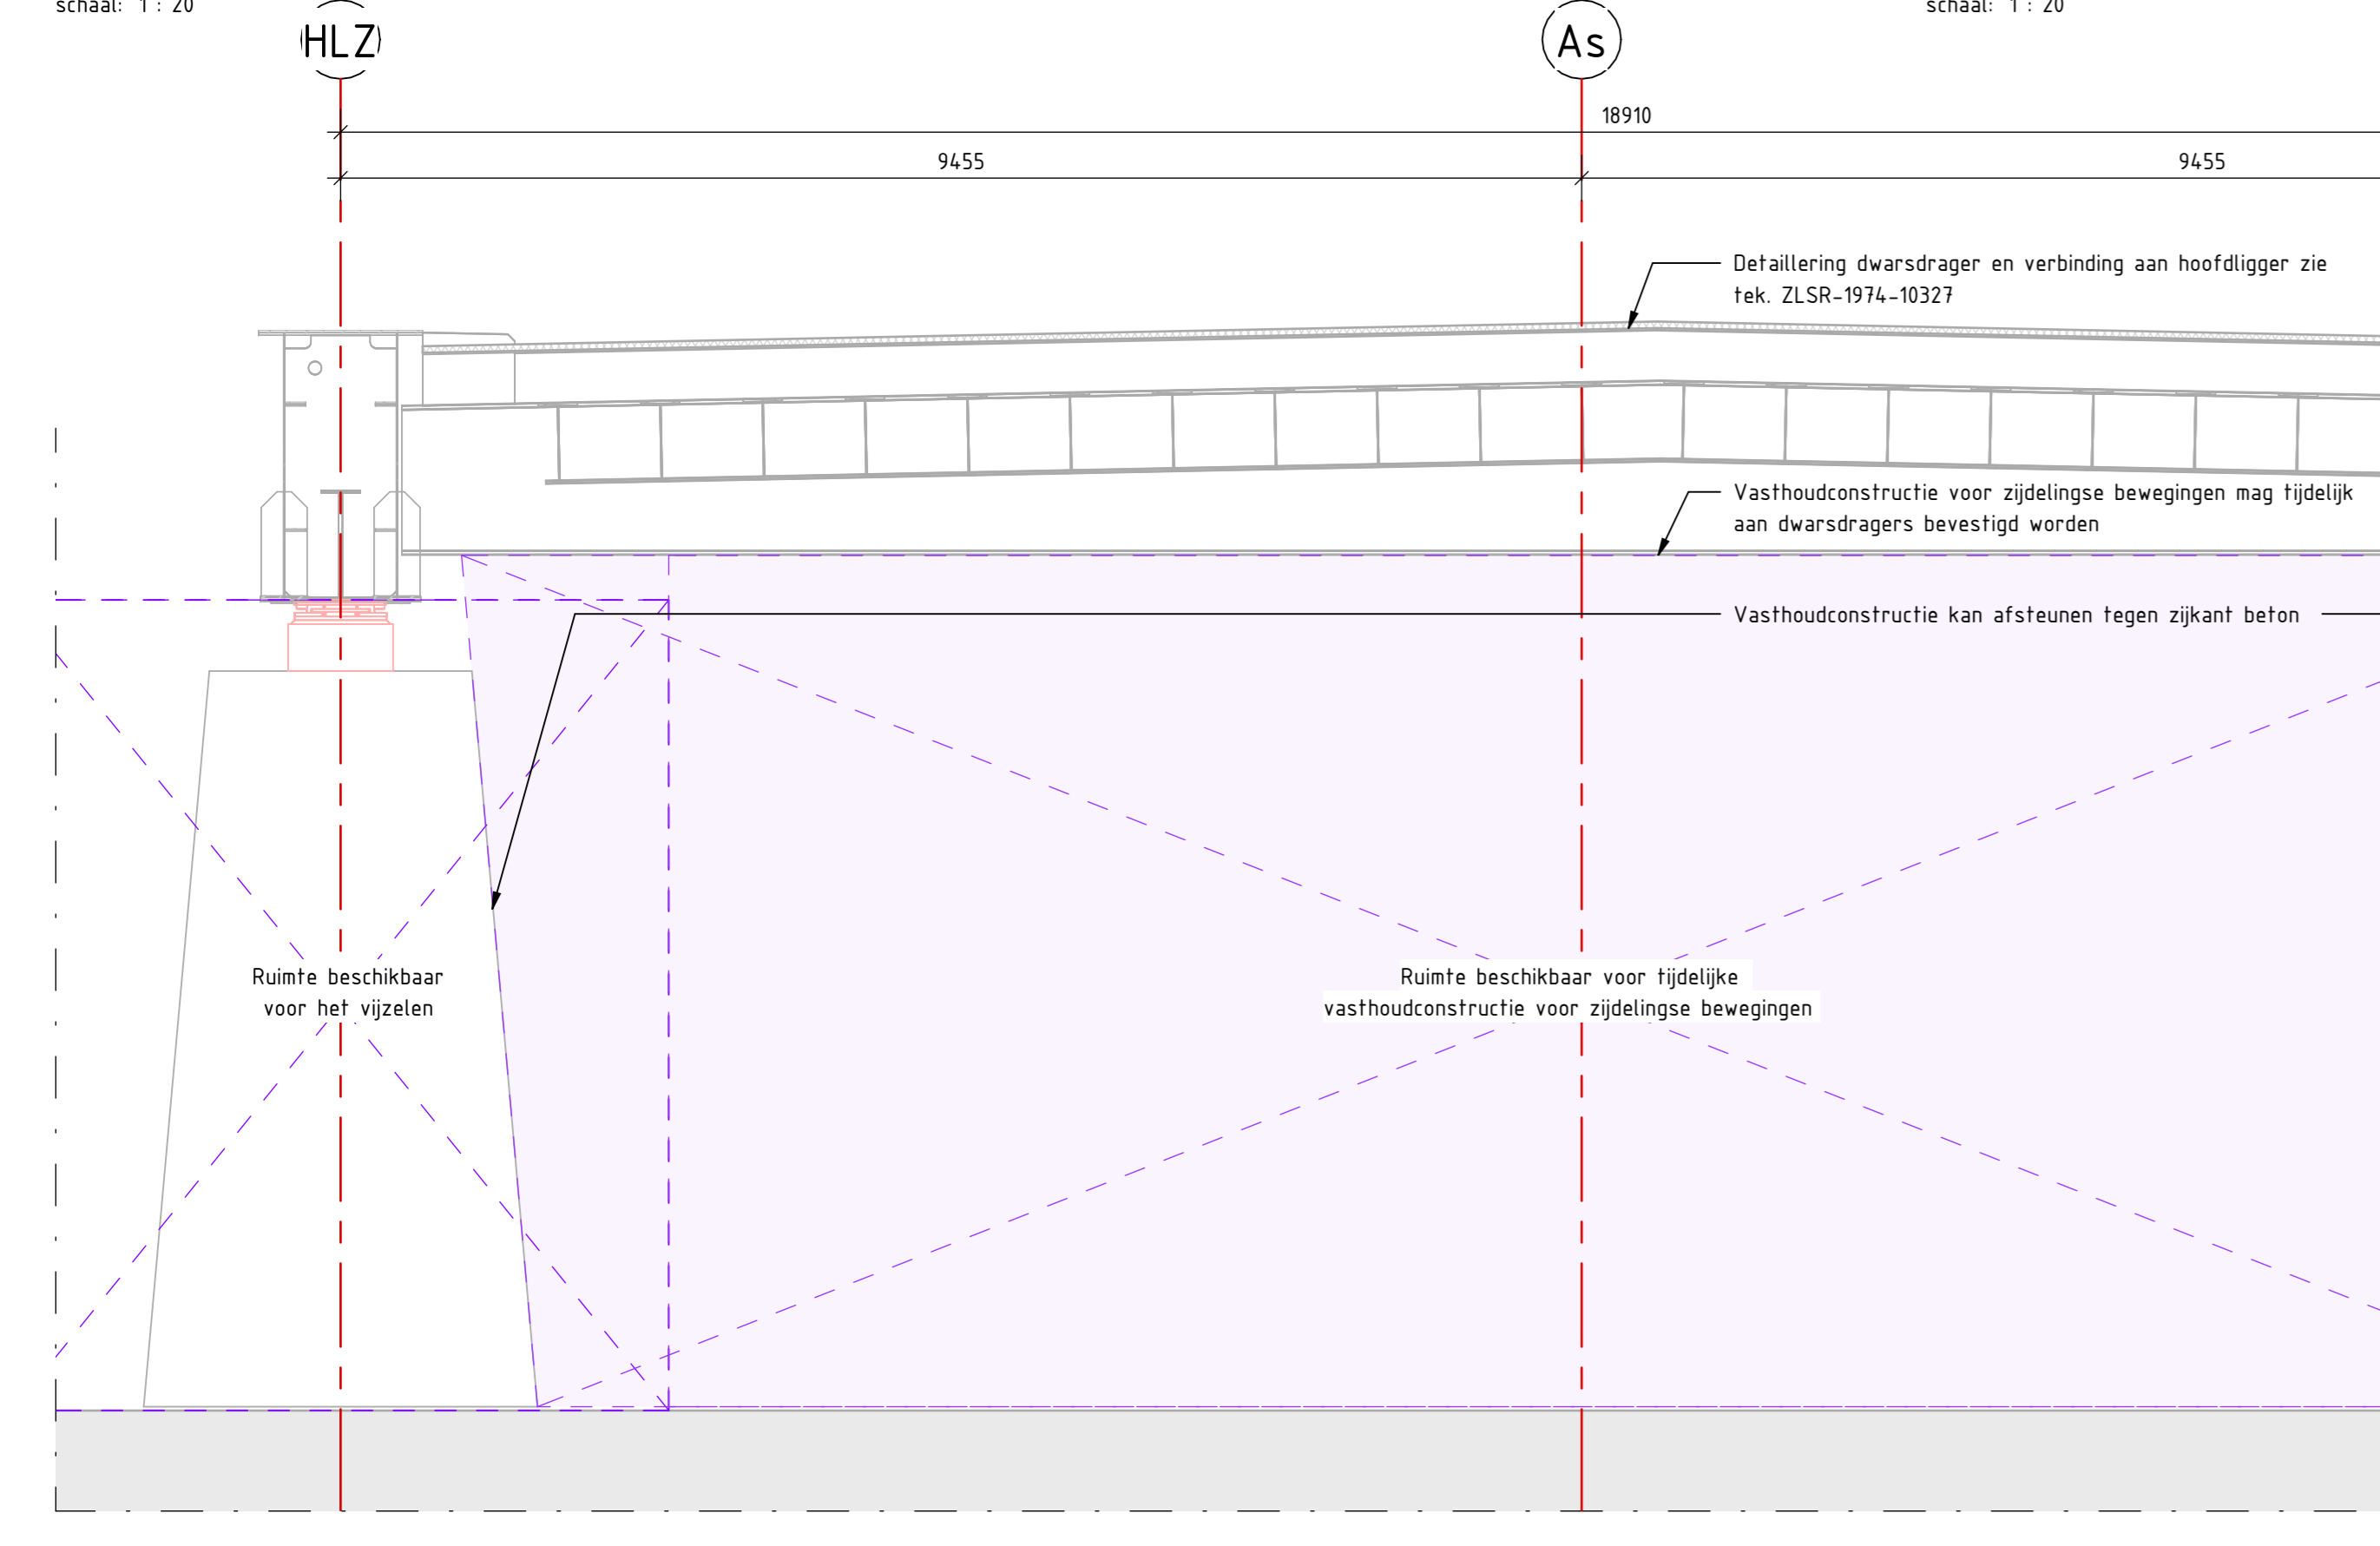 schaal: 1 : 20
schaal: 1 : 20
HLZ
As
18910
9455
9455
Detaillering dwarsdrager en verbinding aan hoofdligger zie
tek. ZLSR-1974-10327
Vasthoudconstructie voor zijdelingse bewegingen mag tijdelijk
aan dwarsdragers bevestigd worden
Vasthoudconstructie kan afsteunen tegen zijkant beton
Ruimte beschikbaar
voor het vijzelen
Ruimte beschikbaar voor tijdelijke
vasthoudconstructie voor zijdelingse bewegingen